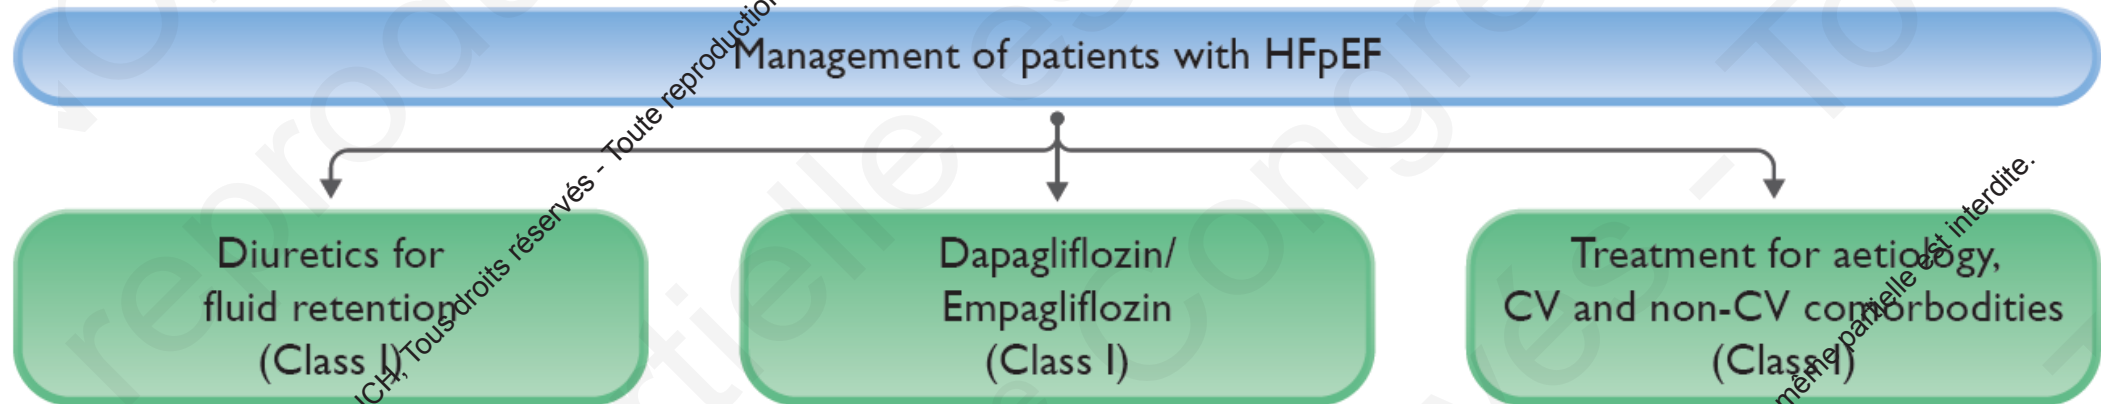 Management of patients with HFpEF
Diuretics for
fluid retention
(Class I)
Dapagliflozin/
Empagliflozin
(Class I)
Treatment for aetiology,
CV and non-CV comorbodities
(Class I)
ICH, Tous droits réservés - Toute reproduction
même partielle est interdite.